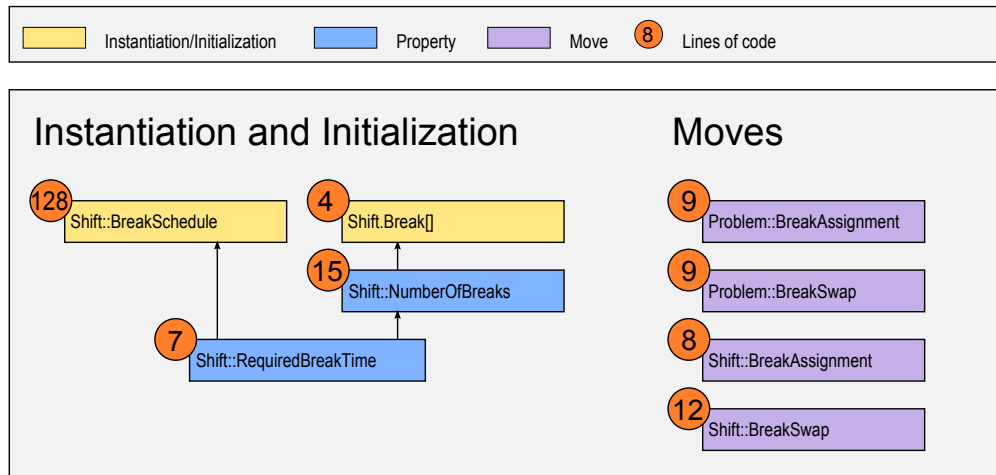 Instantiation/Initialization
Property
Move
8
Lines of code
Instantiation and Initialization
Moves
128
Shift::BreakSchedule
4
Shift.Break[]
15
Shift::NumberOfBreaks
7
Shift::RequiredBreakTime
9
Problem::BreakAssignment
9
Problem::BreakSwap
8
Shift::BreakAssignment
12
Shift::BreakSwap